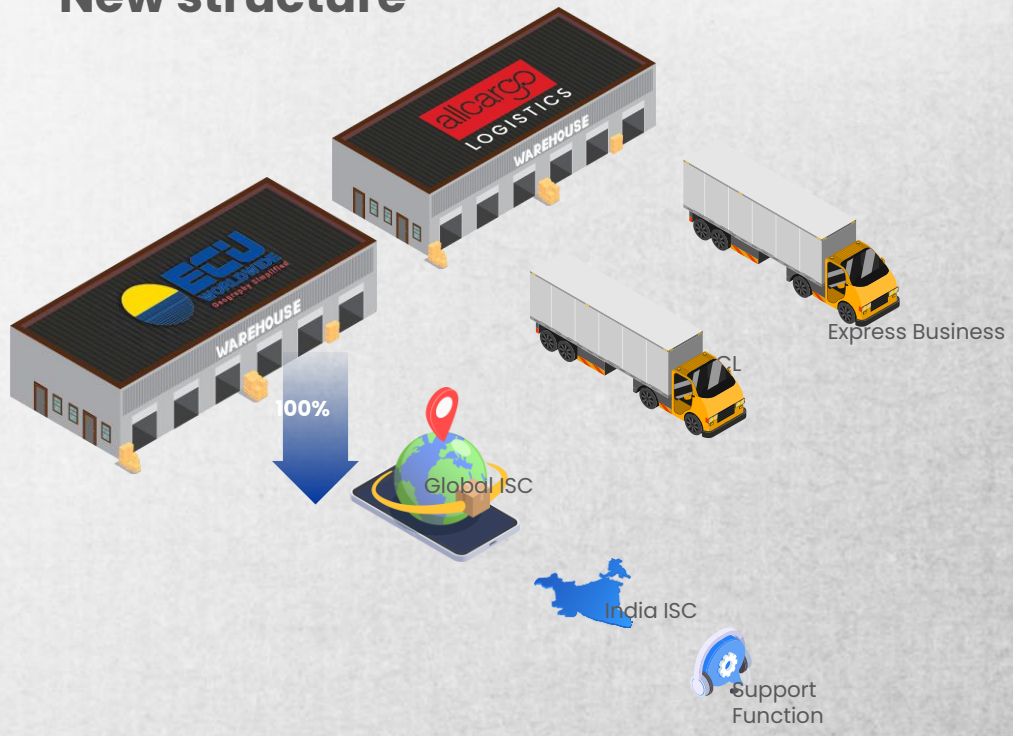 New structure
allcargo
LOGISTICS
WAREHOUSE
ECU
WORLDWIDE
Geography Simplified
WAREHOUSE
Express Business
CL
100%
Global ISC
India ISC
Support
Function